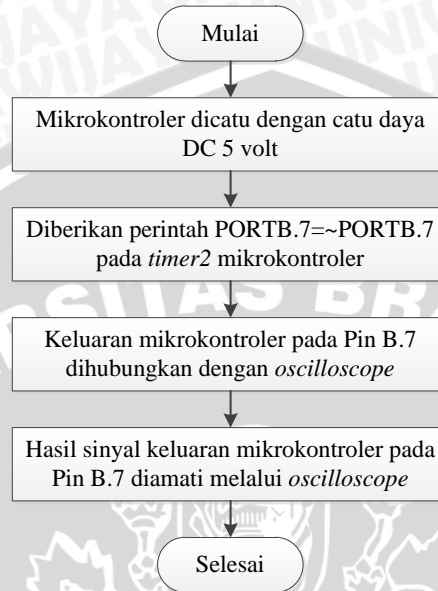 Mulai
Mikrokontroler dicatu dengan catu daya
DC 5 volt
Diberikan perintah PORTB.7=~PORTB.7
pada timer2 mikrokontroler
Keluaran mikrokontroler pada Pin B.7
dihubungkan dengan oscilloscope
Hasil sinyal keluaran mikrokontroler pada
Pin B.7 diamati melalui oscilloscope
Selesai